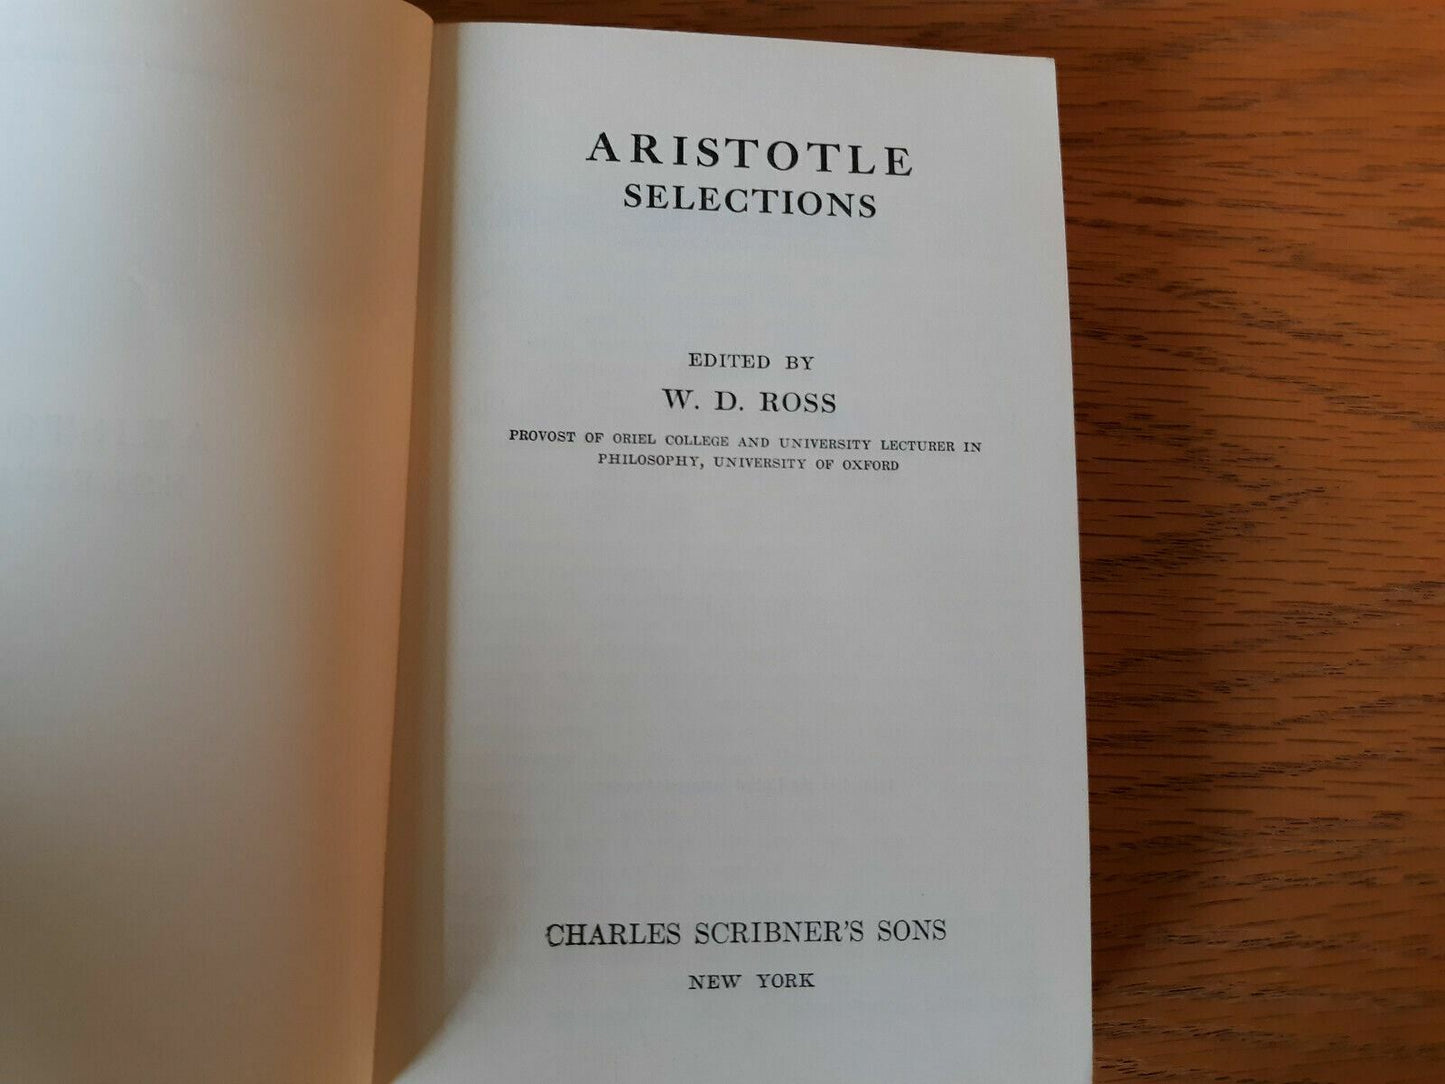 ARISTOTLE
SELECTIONS
EDITED BY
W. D. ROSS
PROVOST OF ORIEL COLLEGE AND UNIVERSITY LECTURER IN
PHILOSOPHY, UNIVERSITY OF OXFORD
CHARLES SCRIBNER'S SONS
NEW YORK